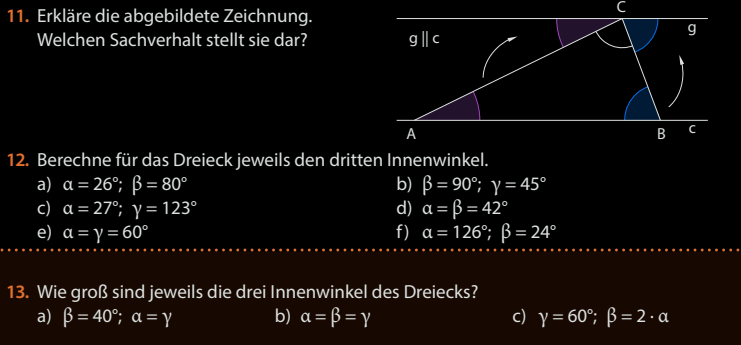 11. Erkläre die abgebildete Zeichnung.
Welchen Sachverhalt stellt sie dar?
C
g
g || c
A
B
c
12. Berechne für das Dreieck jeweils den dritten Innenwinkel.
a) α = 26°; β = 80°
b) β = 90°; γ = 45°
c) α = 27°; γ = 123°
d) α = β = 42°
e) α = γ = 60°
f) α = 126°; β = 24°
13. Wie groß sind jeweils die drei Innenwinkel des Dreiecks?
a) β = 40°; α = γ
b) α = β = γ
c) γ = 60°; β = 2 · α